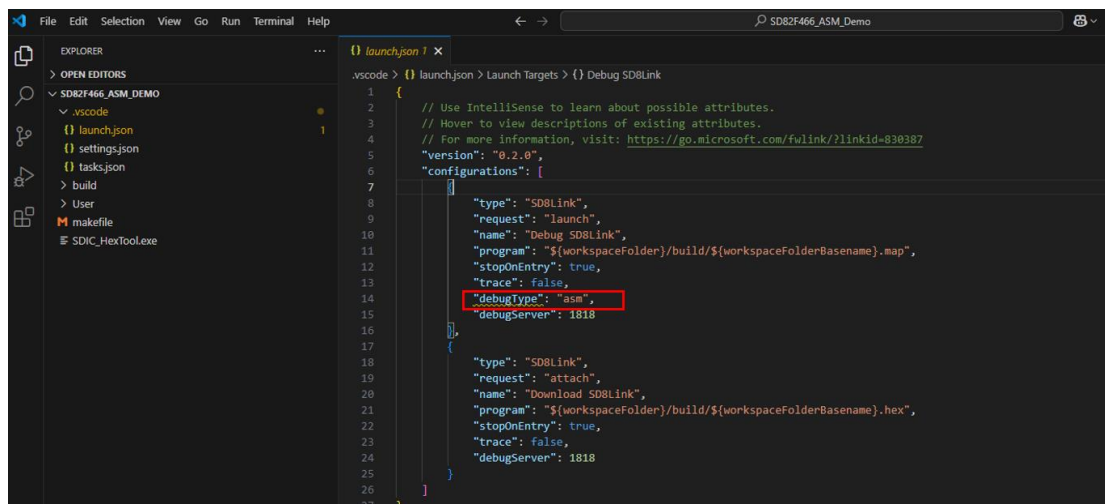 File Edit Selection View Go Run Terminal Help
SD82F466_ASM_Demo
EXPLORER
OPEN EDITORS
SD82F466_ASM_DEMO
.vscode
launch.json 1
settings.json
tasks.json
build
User
makefile
SDIC_HexTool.exe
{} launch.json 1
.vscode > {} launch.json > Launch Targets > {} Debug SD8Link
1 {
2 // Use IntelliSense to learn about possible attributes.
3 // Hover to view descriptions of existing attributes.
4 // For more information, visit: https://go.microsoft.com/fwlink/?linkid=830387
5 "version": "0.2.0",
6 "configurations": [
7 {
8 "type": "SD8Link",
9 "request": "launch",
10 "name": "Debug SD8Link",
11 "program": "${workspaceFolder}/build/${workspaceFolderBasename}.map",
12 "stopOnEntry": true,
13 "trace": false,
14 "debugType": "asm",
15 "debugServer": 1818
16 },
17 {
18 "type": "SD8Link",
19 "request": "attach",
20 "name": "Download SD8Link",
21 "program": "${workspaceFolder}/build/${workspaceFolderBasename}.hex",
22 "stopOnEntry": true,
23 "trace": false,
24 "debugServer": 1818
25 }
26 ]